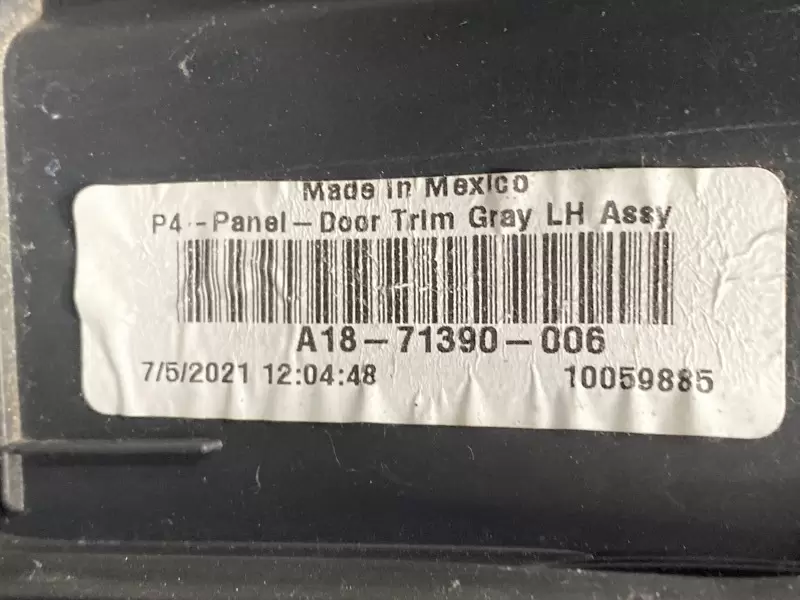 Made in Mexico
P4--Panel-Door Trim Gray LH Assy
A18-71390-006
7/5/2021 12:04:48 10059885